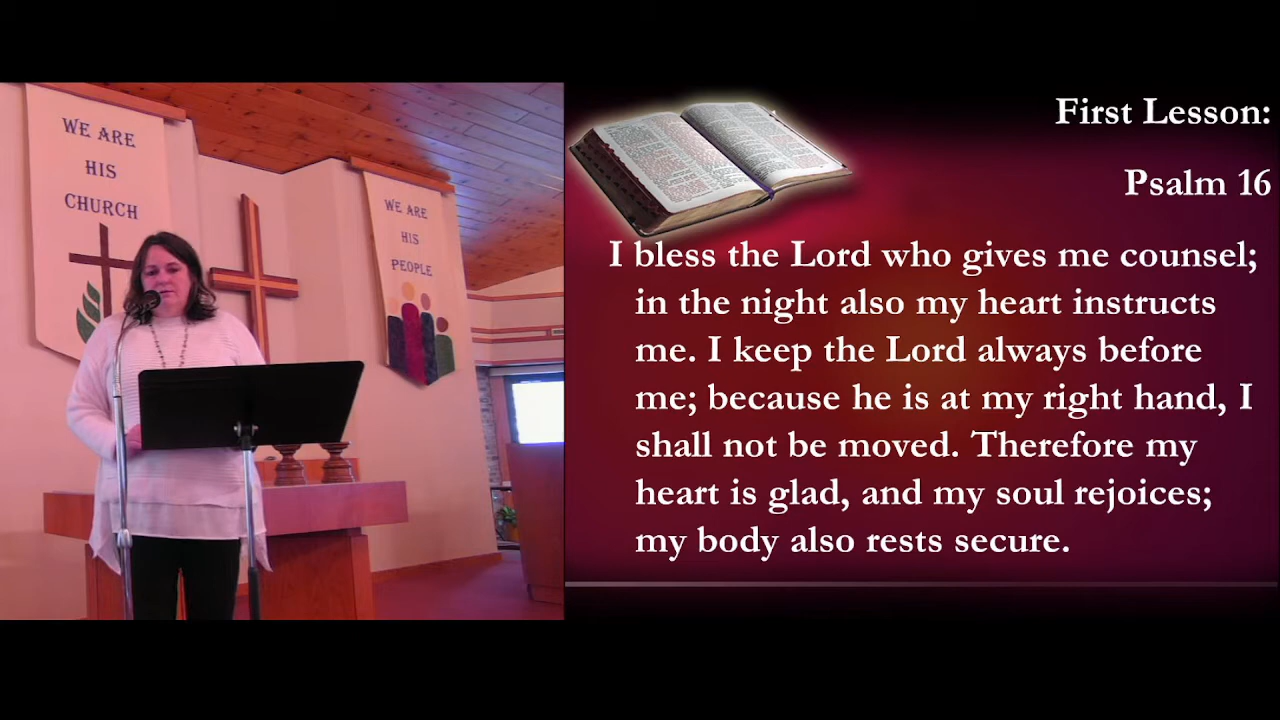 WE ARE
HIS
CHURCH
WE ARE
HIS
PEOPLE
First Lesson:
Psalm 16
I bless the Lord who gives me counsel;
in the night also my heart instructs
me. I keep the Lord always before
me; because he is at my right hand, I
shall not be moved. Therefore my
heart is glad, and my soul rejoices;
my body also rests secure.